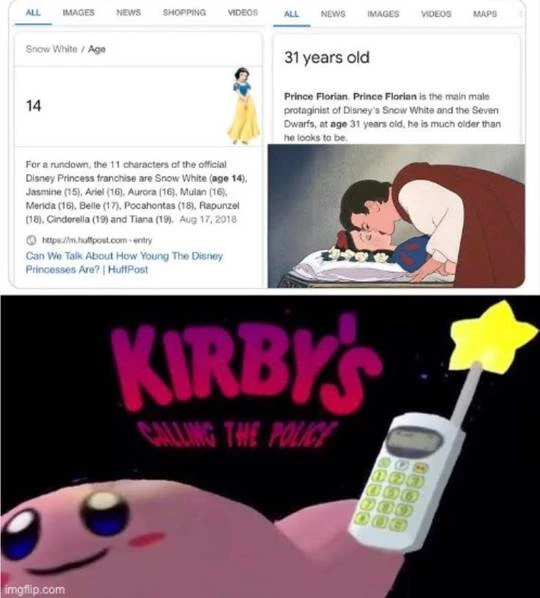 ALL IMAGES NEWS SHOPPING VIDEOS
Snow White / Age
14
For a rundown, the 11 characters of the official
Disney Princess franchise are Snow White (age 14),
Jasmine (15), Ariel (16), Aurora (16), Mulan (16),
Merida (16), Belle (17), Pocahontas (18), Rapunzel
(18), Cinderella (19) and Tiana (19). Aug 17, 2018
https://m.huffpost.com › entry
Can We Talk About How Young The Disney
Princesses Are? | HuffPost
ALL NEWS IMAGES VIDEOS MAPS
31 years old
Prince Florian. Prince Florian is the main male
protaginist of Disney's Snow White and the Seven
Dwarfs, at age 31 years old, he is much older than
he looks to be.
KIRBY'S
CALLING THE POLICE
imgflip.com